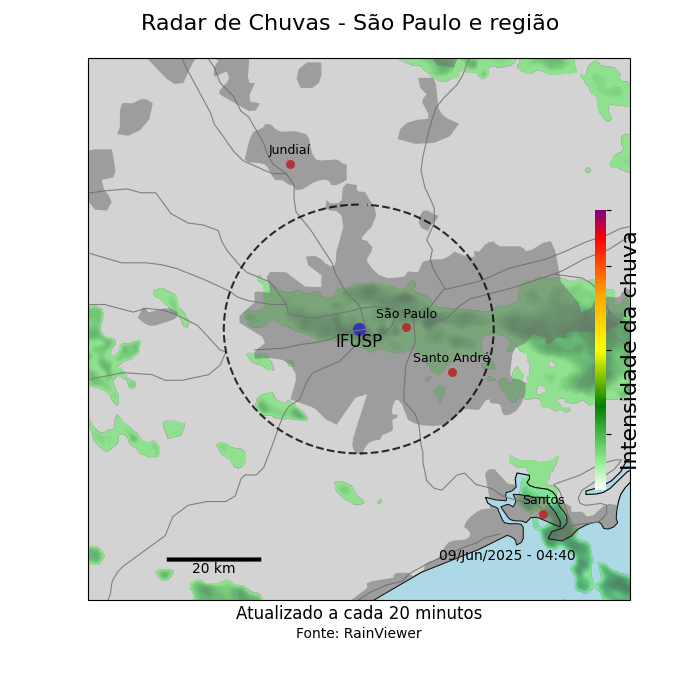 Radar de Chuvas - São Paulo e região
Jundiaí
São Paulo
IFUSP
Santo André
Intensidade da chuva
Santos
09/Jun/2025 - 04:40
20 km
Atualizado a cada 20 minutos
Fonte: RainViewer